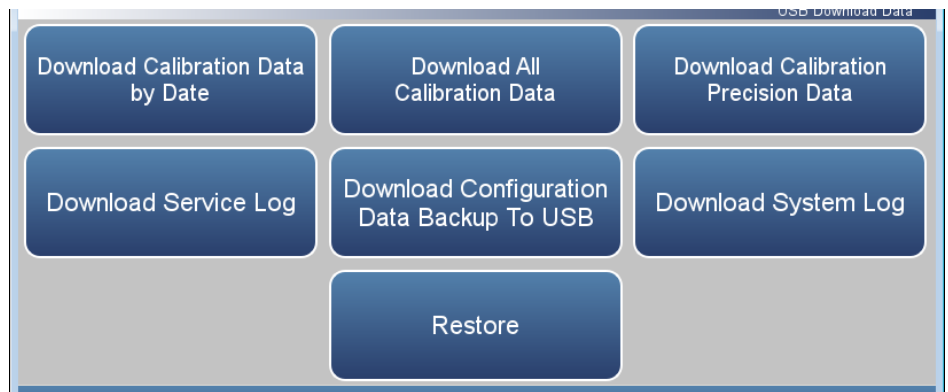 USB Download Data
Download Calibration Data
by Date
Download All
Calibration Data
Download Calibration
Precision Data
Download Service Log
Download Configuration
Data Backup To USB
Download System Log
Restore